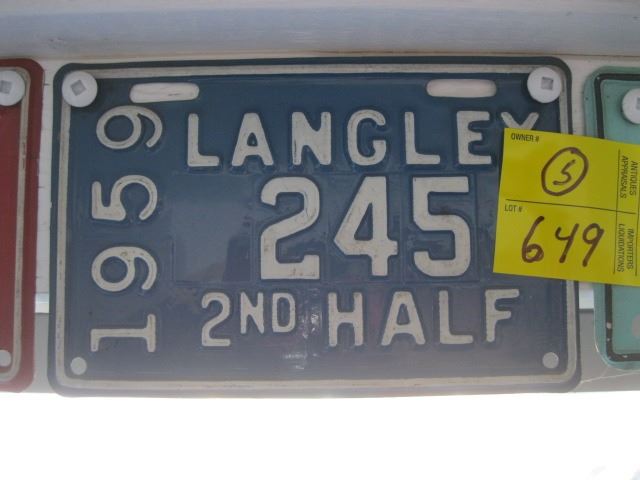 1959
LANGLEY
245
2ND HALF
OWNER #
5
LOT #
649
ANTIQUES
APPRAISALS
IMPORTERS
LIQUIDATIONS